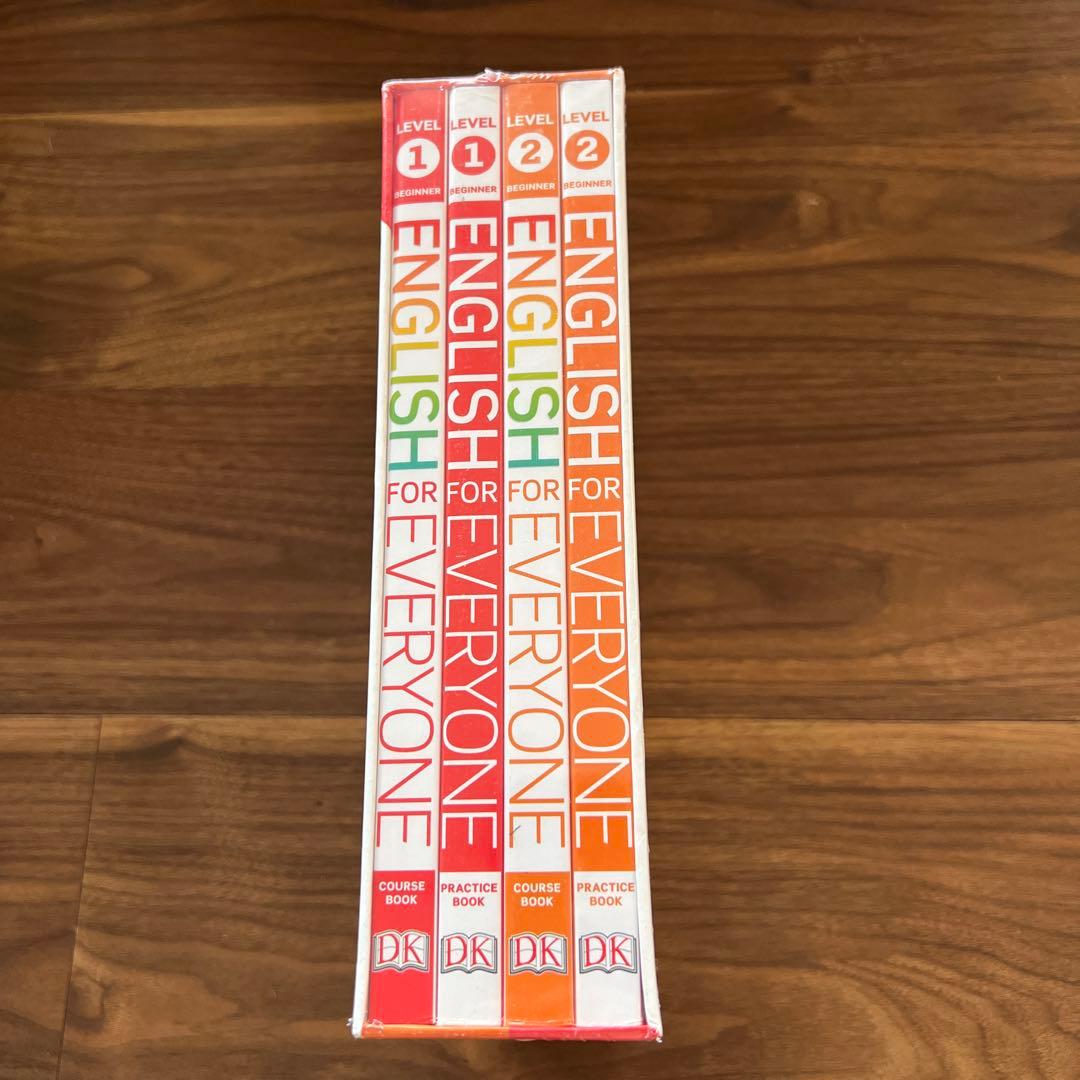 LEVEL
1
BEGINNER
ENGLISH FOR EVERYONE
COURSE
BOOK
DK
LEVEL
1
BEGINNER
ENGLISH FOR EVERYONE
PRACTICE
BOOK
DK
LEVEL
2
BEGINNER
ENGLISH FOR EVERYONE
COURSE
BOOK
DK
LEVEL
2
BEGINNER
ENGLISH FOR EVERYONE
PRACTICE
BOOK
DK